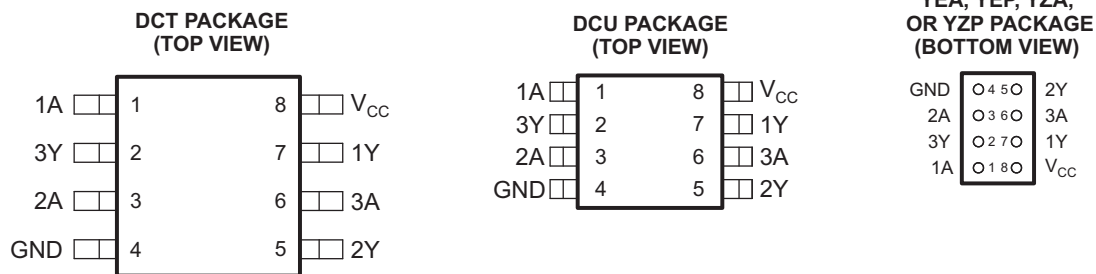 DCT PACKAGE
(TOP VIEW)
1A 1 8 VCC
3Y 2 7 1Y
2A 3 6 3A
GND 4 5 2Y
DCU PACKAGE
(TOP VIEW)
1A 1 8 VCC
3Y 2 7 1Y
2A 3 6 3A
GND 4 5 2Y
YEA, YEP, YZA,
OR YZP PACKAGE
(BOTTOM VIEW)
GND 4 5 2Y
2A 3 6 3A
3Y 2 7 1Y
1A 1 8 VCC